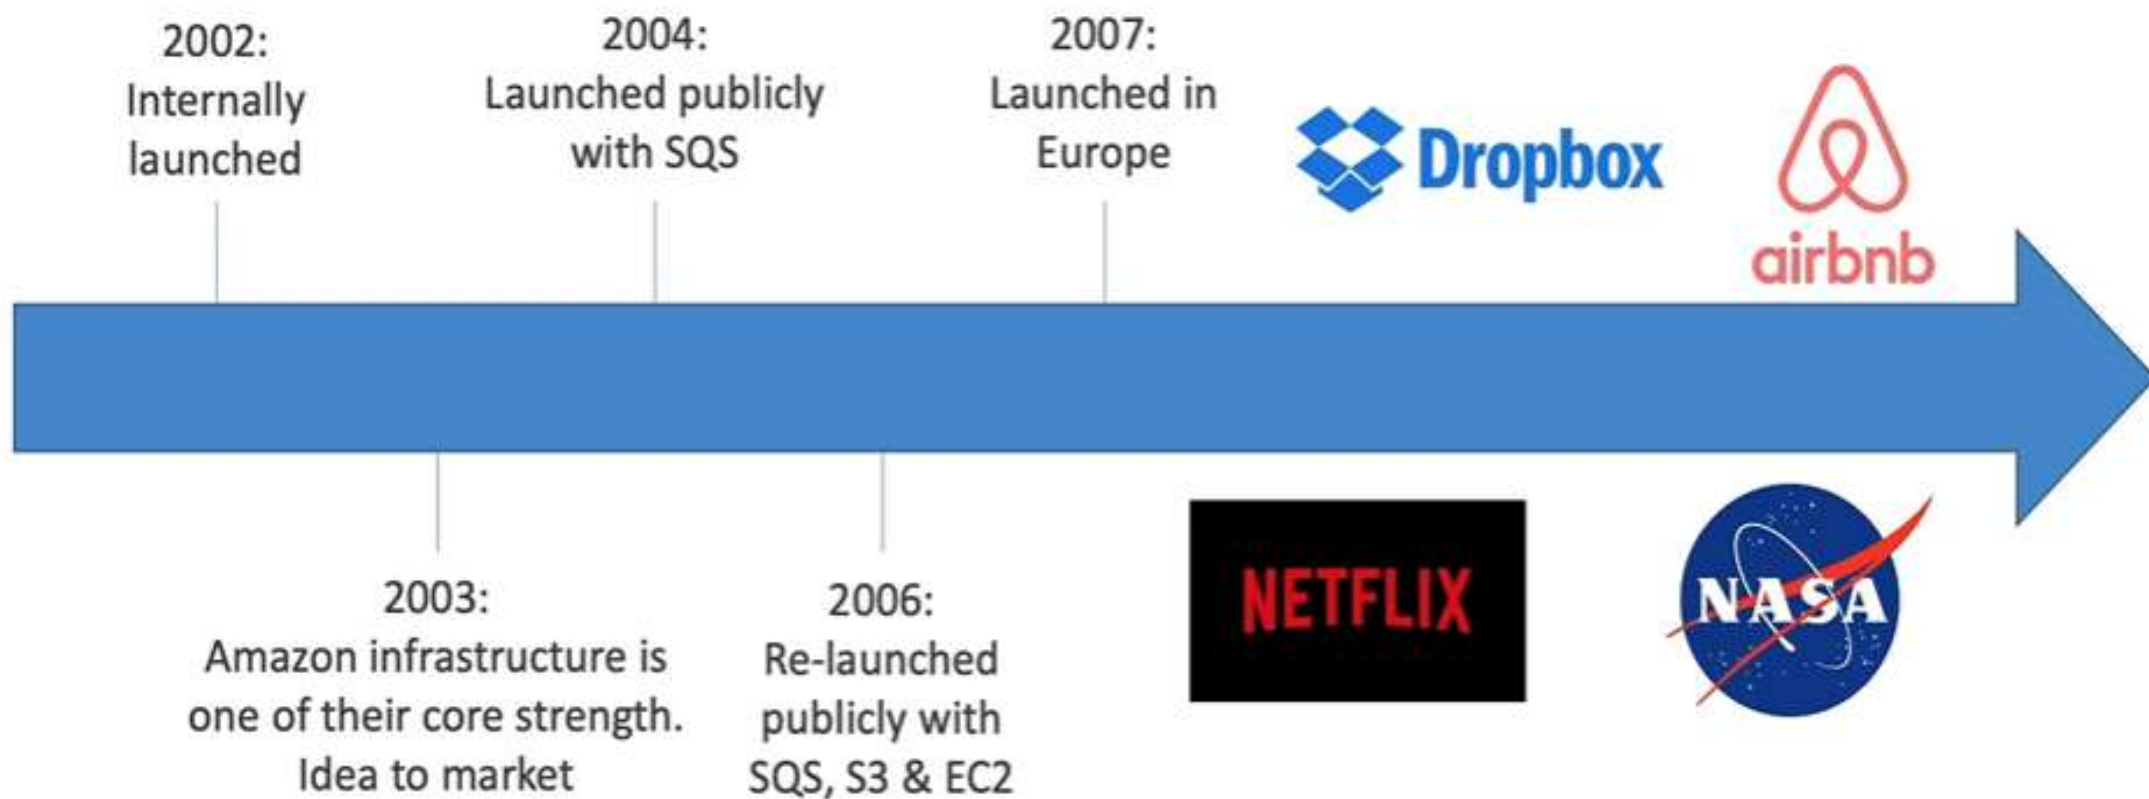 2002:
Internally
launched
2004:
Launched publicly
with SQS
2007:
Launched in
Europe
Dropbox
airbnb
2003:
Amazon infrastructure is
one of their core strength.
Idea to market
2006:
Re-launched
publicly with
SQS, S3 & EC2
NETFLIX
NASA